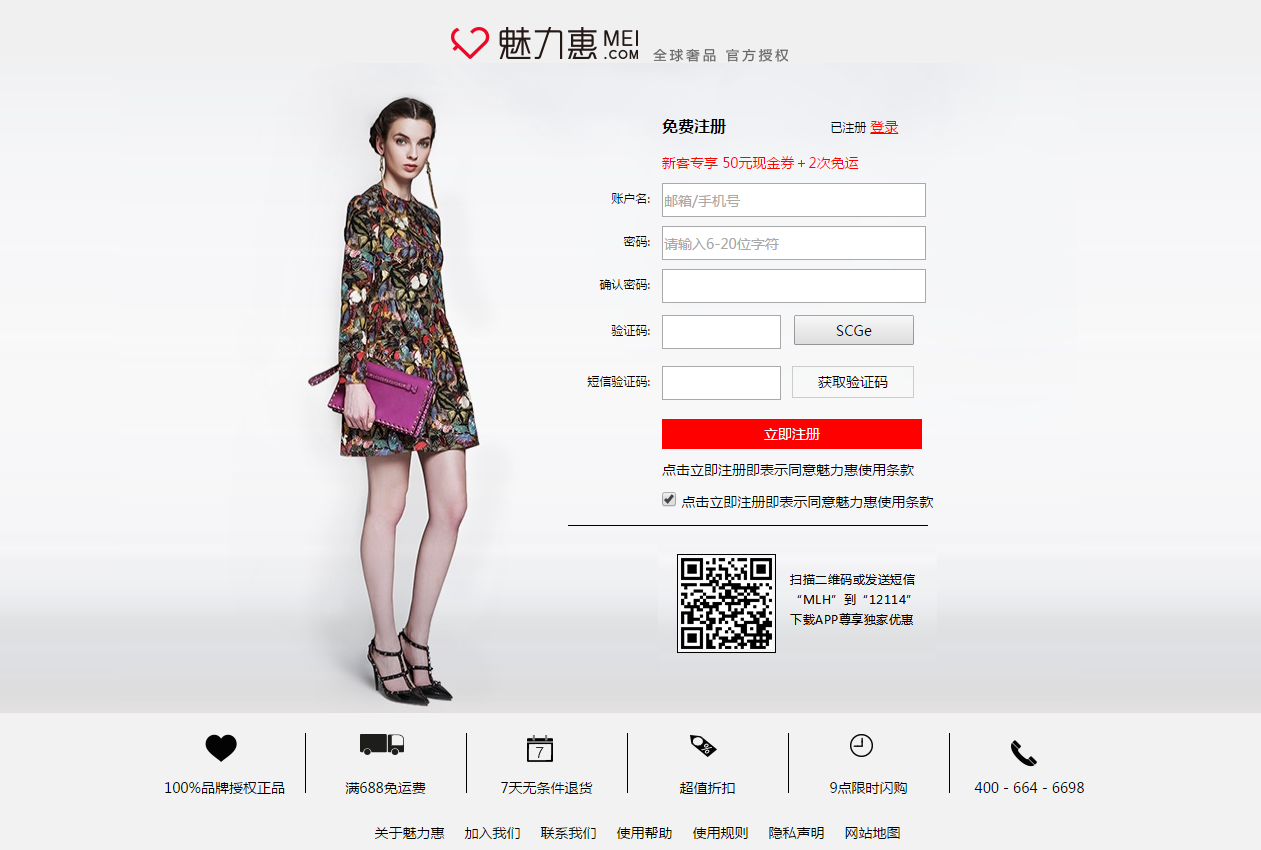 魅力惠 MEI .COM 全球奢品 官方授权
免费注册 已注册 登录
新客专享 50元现金券+2次免运
账户名: 邮箱/手机号
密码: 请输入6-20位字符
确认密码:
验证码: SCGe
短信验证码: 获取验证码
立即注册
点击立即注册即表示同意魅力惠使用条款
点击立即注册即表示同意魅力惠使用条款
扫描二维码或发送短信
“MLH”到“12114”
下载APP尊享独家优惠
7 %
100%品牌授权正品 满688免运费 7天无条件退货 超值折扣 9点限时闪购 400 - 664 - 6698
关于魅力惠 加入我们 联系我们 使用帮助 使用规则 隐私声明 网站地图